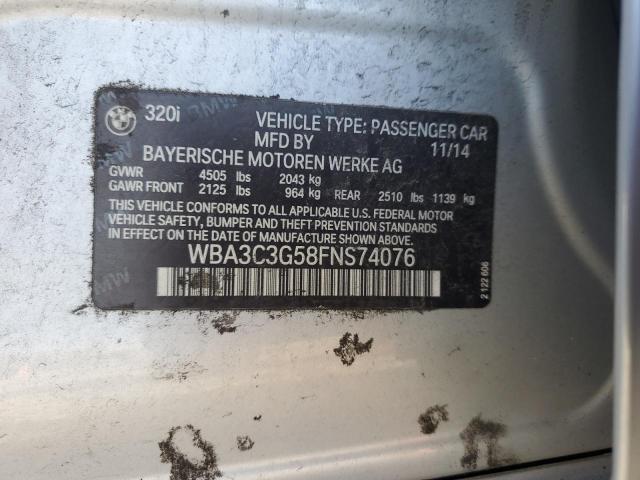 BMW 320i VEHICLE TYPE: PASSENGER CAR
MFD BY 11/14
BAYERISCHE MOTOREN WERKE AG
GVWR 4505 lbs 2043 kg
GAWR FRONT 2125 lbs 964 kg REAR 2510 lbs 1139 kg
THIS VEHICLE CONFORMS TO ALL APPLICABLE U.S. FEDERAL MOTOR
VEHICLE SAFETY, BUMPER AND THEFT PREVENTION STANDARDS
IN EFFECT ON THE DATE OF MANUFACTURE SHOWN ABOVE.
WBA3C3G58FNS74076
2 122 606